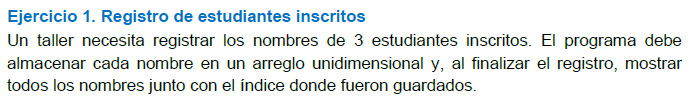 Ejercicio 1. Registro de estudiantes inscritos
Un taller necesita registrar los nombres de 3 estudiantes inscritos. El programa debe
almacenar cada nombre en un arreglo unidimensional y, al finalizar el registro, mostrar
todos los nombres junto con el índice donde fueron guardados.